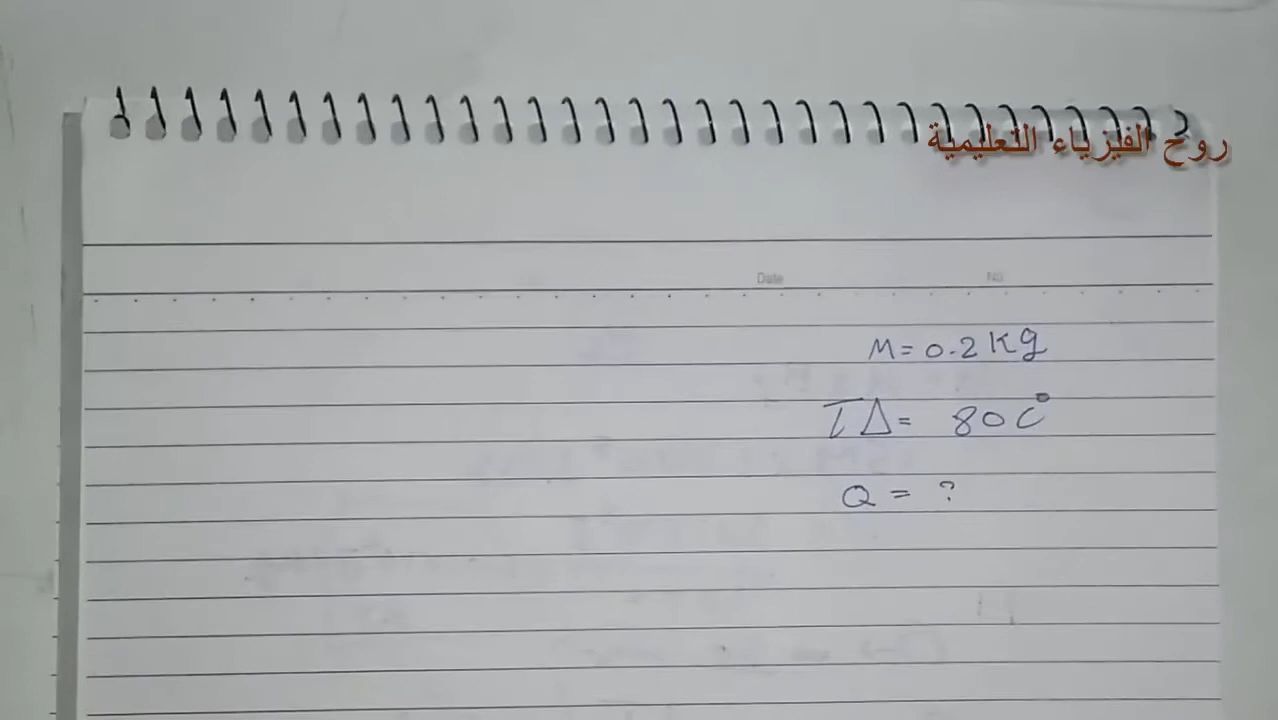 روح الفيزياء التعليمية
Date No
M = 0.2 Kg
TΔ = 80 C°
Q = ?